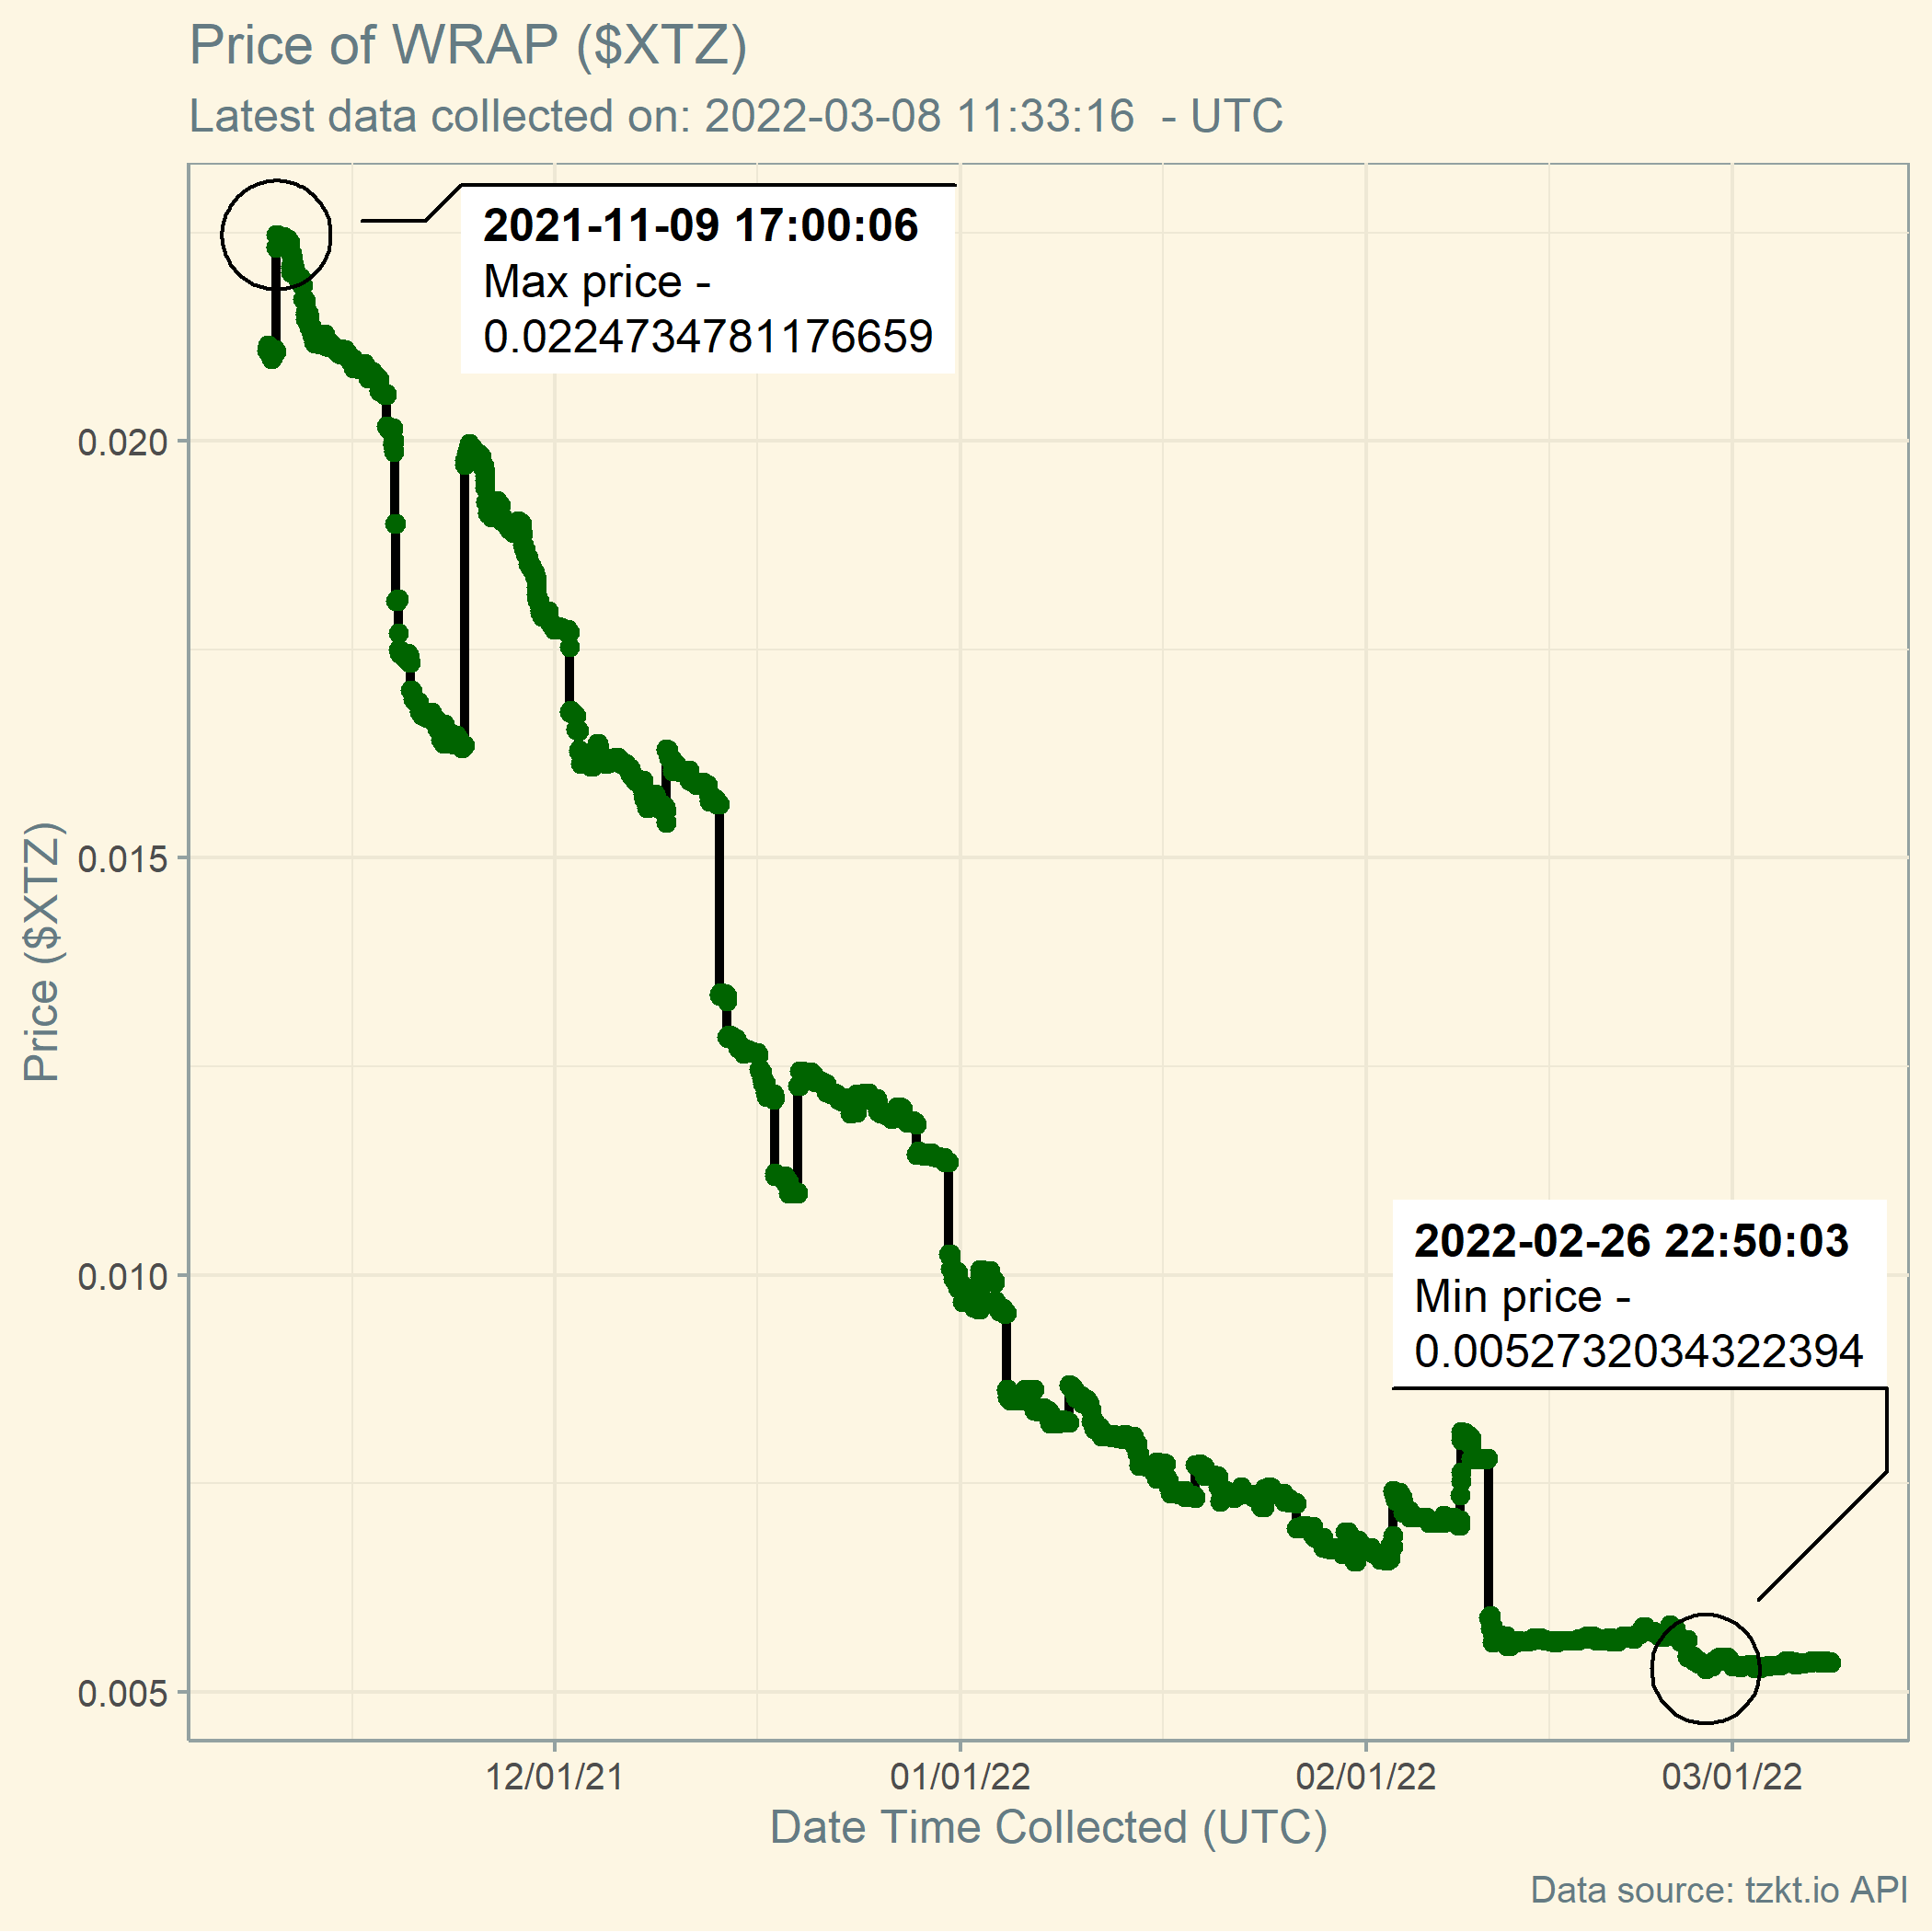 Price of WRAP ($XTZ)
Latest data collected on: 2022-03-08 11:33:16  - UTC
2021-11-09 17:00:06
Max price -
0.0224734781176659
0.020
0.015
0.010
0.005
Price ($XTZ)
2022-02-26 22:50:03
Min price -
0.00527320343​22394
12/01/21
01/01/22
02/01/22
03/01/22
Date Time Collected (UTC)
Data source: tzkt.io API